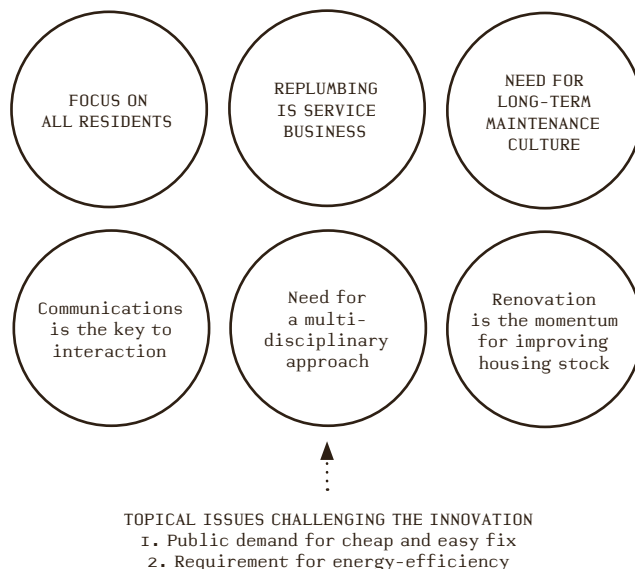 FOCUS ON
ALL RESIDENTS
REPLUMBING
IS SERVICE
BUSINESS
NEED FOR
LONG-TERM
MAINTENANCE
CULTURE
Communications
is the key to
interaction
Need for
a multi-
disciplinary
approach
Renovation
is the momentum
for improving
housing stock
TOPICAL ISSUES CHALLENGING THE INNOVATION
1. Public demand for cheap and easy fix
2. Requirement for energy-efficiency